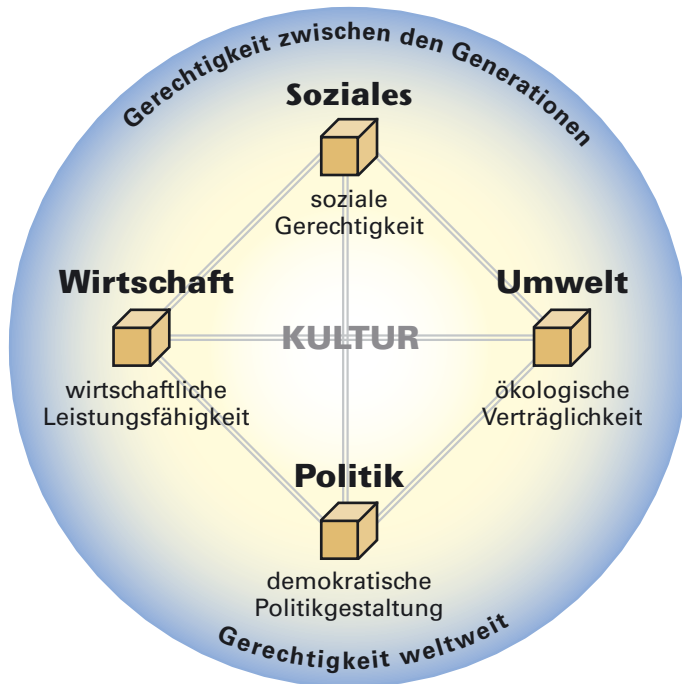 Gerechtigkeit zwischen den Generationen
Soziales
soziale
Gerechtigkeit
Wirtschaft
wirtschaftliche
Leistungsfähigkeit
KULTUR
Umwelt
ökologische
Verträglichkeit
Politik
demokratische
Politikgestaltung
Gerechtigkeit weltweit